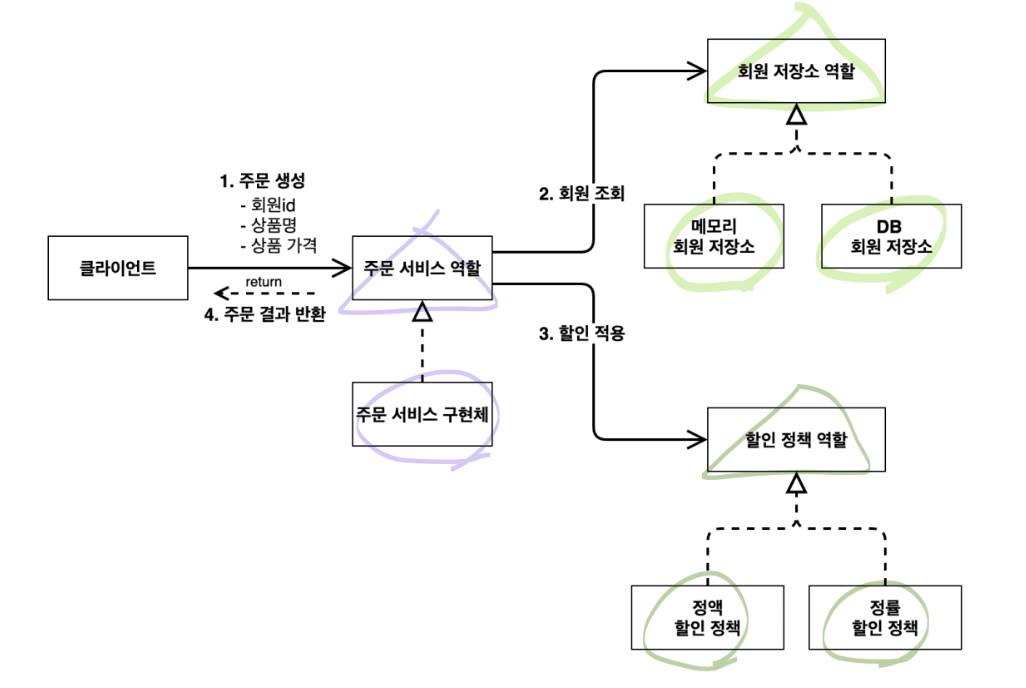 회원 저장소 역할
1. 주문 생성
- 회원id
- 상품명
- 상품 가격
2. 회원 조회
메모리
회원 저장소
DB
회원 저장소
클라이언트
주문 서비스 역할
return
4. 주문 결과 반환
3. 할인 적용
주문 서비스 구현체
할인 정책 역할
정액
할인 정책
정률
할인 정책